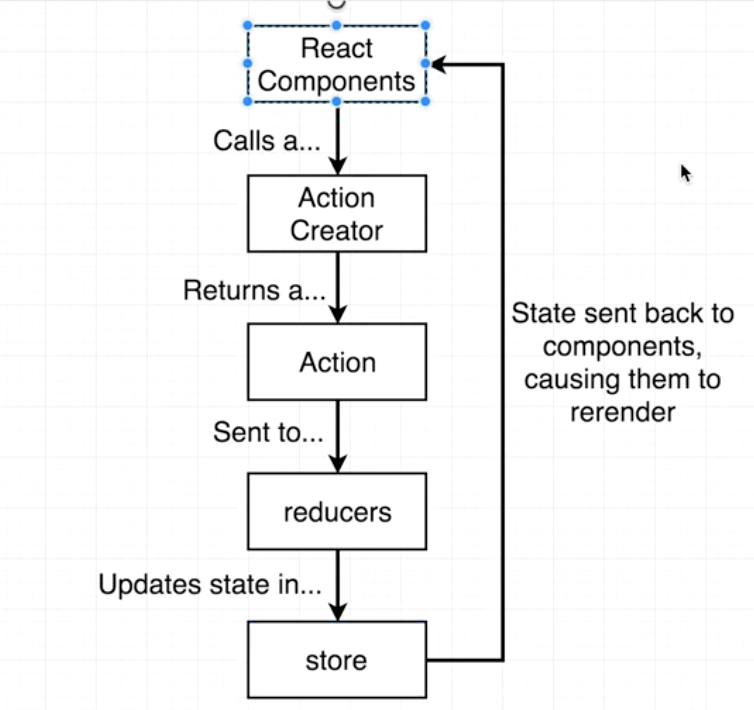 React
Components
Calls a...
Action
Creator
Returns a...
Action
Sent to...
reducers
Updates state in...
store
State sent back to
components,
causing them to
rerender